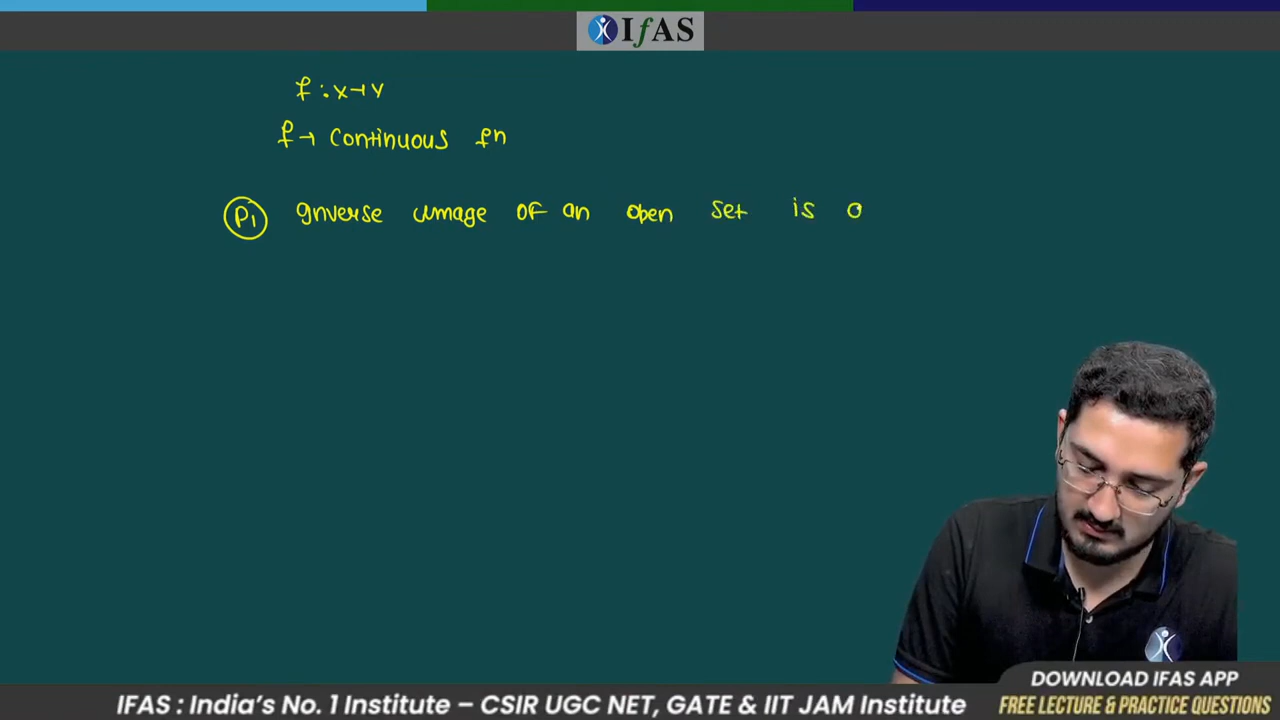 IfAS
f : x → y
f → Continuous fn
P1 Inverse image of an open set is o
DOWNLOAD IFAS APP
IFAS : India's No. 1 Institute – CSIR UGC NET, GATE & IIT JAM Institute
FREE LECTURE & PRACTICE QUESTIONS